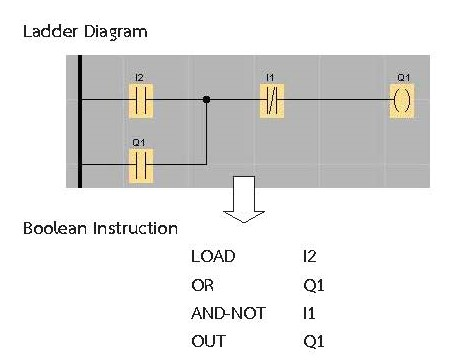 Ladder Diagram
I2 I1 Q1
Q1
Boolean Instruction
LOAD I2
OR Q1
AND-NOT I1
OUT Q1